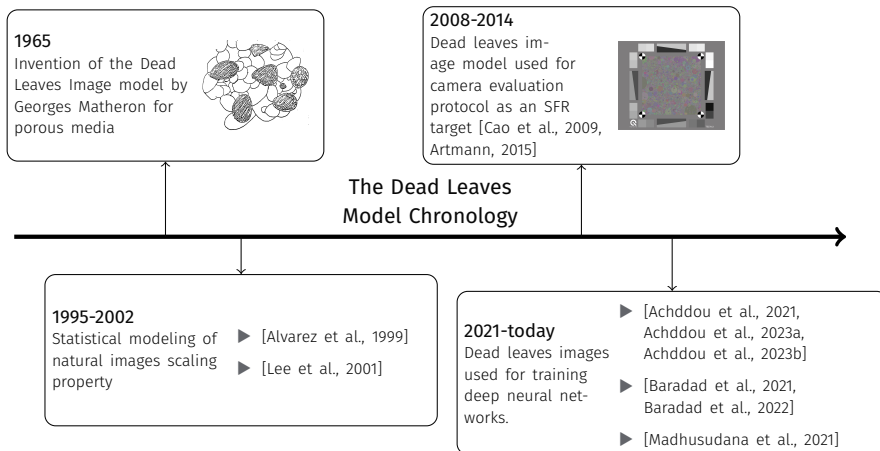 1965
Invention of the Dead
Leaves Image model by
Georges Matheron for
porous media
2008-2014
Dead leaves im-
age model used for
camera evaluation
protocol as an SFR
target [Cao et al., 2009,
Artmann, 2015]
The Dead Leaves
Model Chronology
1995-2002
Statistical modeling of
natural images scaling
property
▶ [Alvarez et al., 1999]
▶ [Lee et al., 2001]
2021-today
Dead leaves images
used for training
deep neural net-
works.
▶ [Achddou et al., 2021,
Achddou et al., 2023a,
Achddou et al., 2023b]
▶ [Baradad et al., 2021,
Baradad et al., 2022]
▶ [Madhusudana et al., 2021]